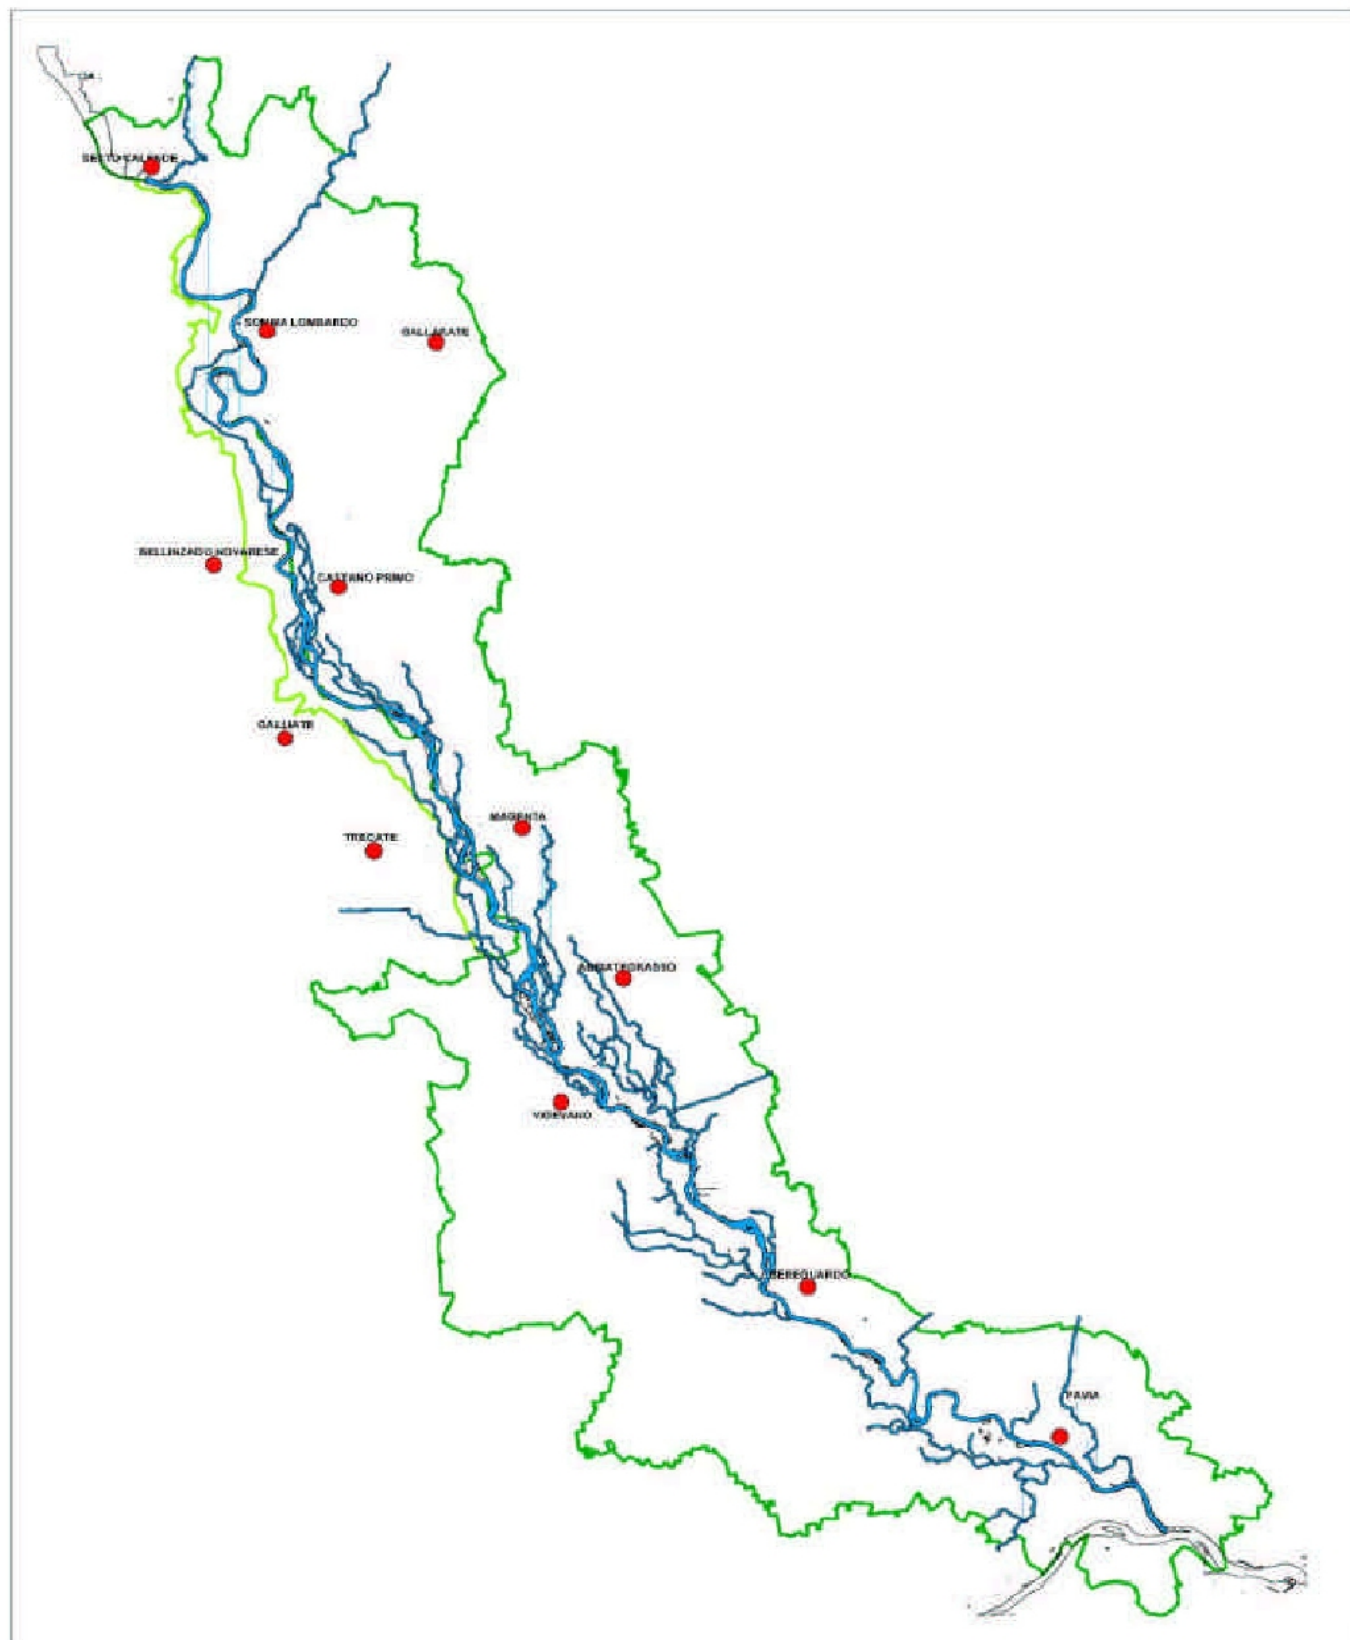 SESTO CALENDE
SOMMA LOMBARDO
GALLARATE
BELLINZAGO NOVARESE
CASTANO PRIMO
GALLIATE
MAGENTA
TRECATE
ABBIATEGRASSO
VIGEVANO
BEREGUARDO
PAVIA